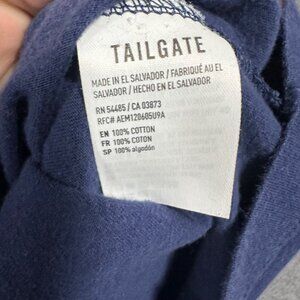 TAILGATE
MADE IN EL SALVADOR / FABRIQUÉ AU EL
SALVADOR / HECHO EN EL SALVADOR
RN 54485 / CA 03873
RFC# AEM120605U9A
EN 100% COTTON
FR 100% COTON
SP 100% algodón